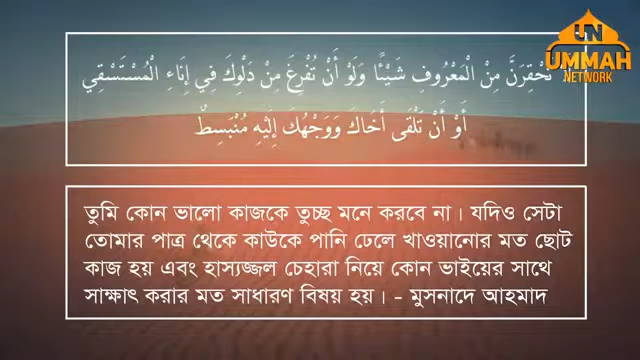 UN
UMMAH
NETWORK
تَحْقِرَنَّ مِنْ الْمَعْرُوفِ شَيْئًا وَلَوْ أَنْ تُفْرِغَ مِنْ دَلْوِكَ فِي إِنَاءِ الْمُسْتَسْقِي
أَوْ أَنْ تَلْقَى أَخَاكَ وَوَجْهُكَ إِلَيْهِ مُنْبَسِطٌ
তুমি কোন ভালো কাজকে তুচ্ছ মনে করবে না। যদিও সেটা
তোমার পাত্র থেকে কাউকে পানি ঢেলে খাওয়ানোর মত ছোট
কাজ হয় এবং হাস্যজ্জল চেহারা নিয়ে কোন ভাইয়ের সাথে
সাক্ষাৎ করার মত সাধারণ বিষয় হয়। - মুসনাদে আহমাদ